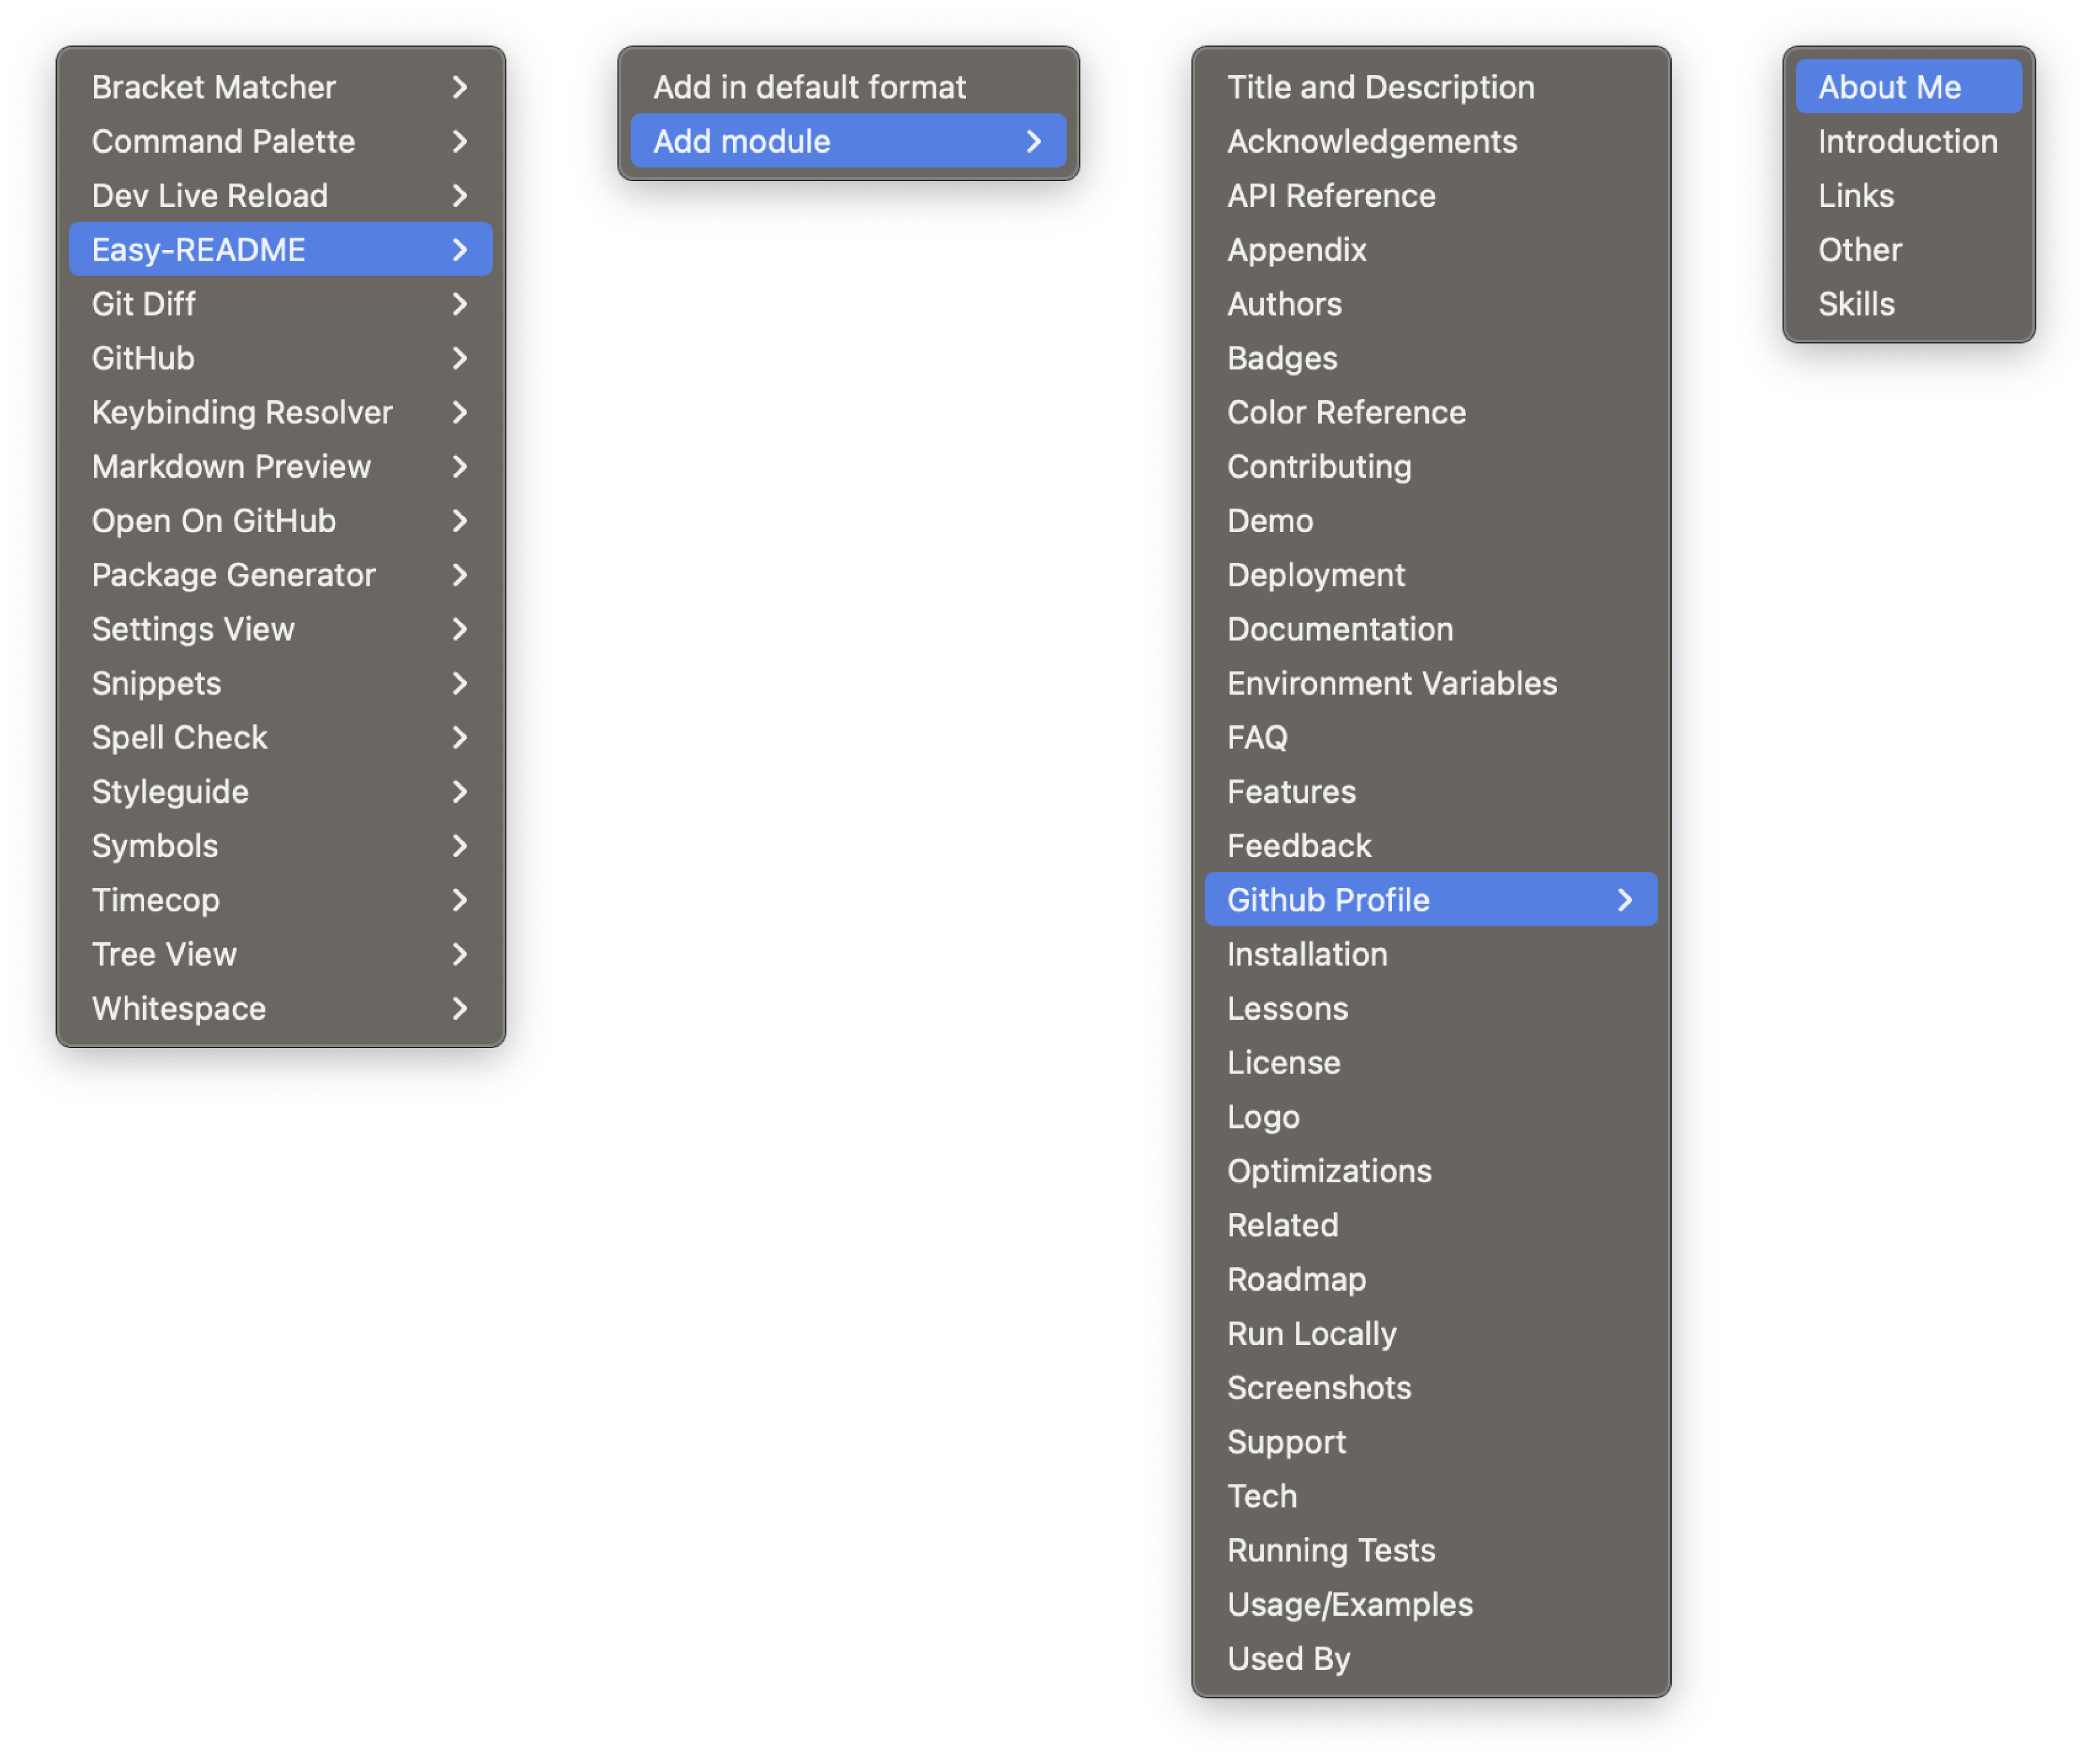 Bracket Matcher
Command Palette
Dev Live Reload
Easy-README
Git Diff
GitHub
Keybinding Resolver
Markdown Preview
Open On GitHub
Package Generator
Settings View
Snippets
Spell Check
Styleguide
Symbols
Timecop
Tree View
Whitespace
Add in default format
Add module
Title and Description
Acknowledgements
API Reference
Appendix
Authors
Badges
Color Reference
Contributing
Demo
Deployment
Documentation
Environment Variables
FAQ
Features
Feedback
Github Profile
Installation
Lessons
License
Logo
Optimizations
Related
Roadmap
Run Locally
Screenshots
Support
Tech
Running Tests
Usage/Examples
Used By
About Me
Introduction
Links
Other
Skills